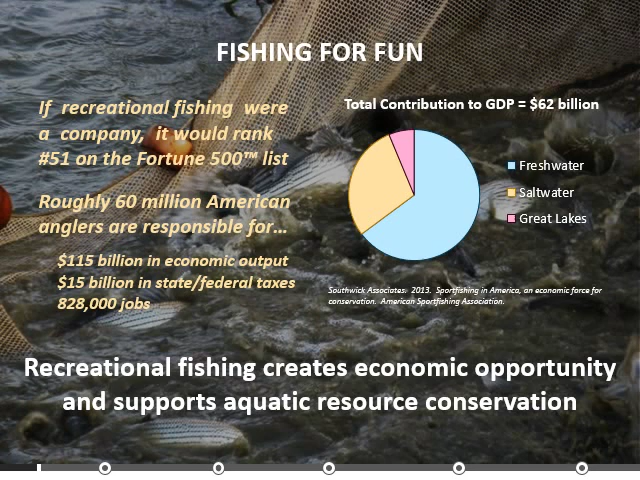 FISHING FOR FUN
If recreational fishing were
a company, it would rank
#51 on the Fortune 500™ list
Roughly 60 million American
anglers are responsible for...
$115 billion in economic output
$15 billion in state/federal taxes
828,000 jobs
Total Contribution to GDP = $62 billion
Freshwater
Saltwater
Great Lakes
Southwick Associates: 2013. Sportfishing in America, an economic force for
conservation. American Sportfishing Association.
Recreational fishing creates economic opportunity
and supports aquatic resource conservation